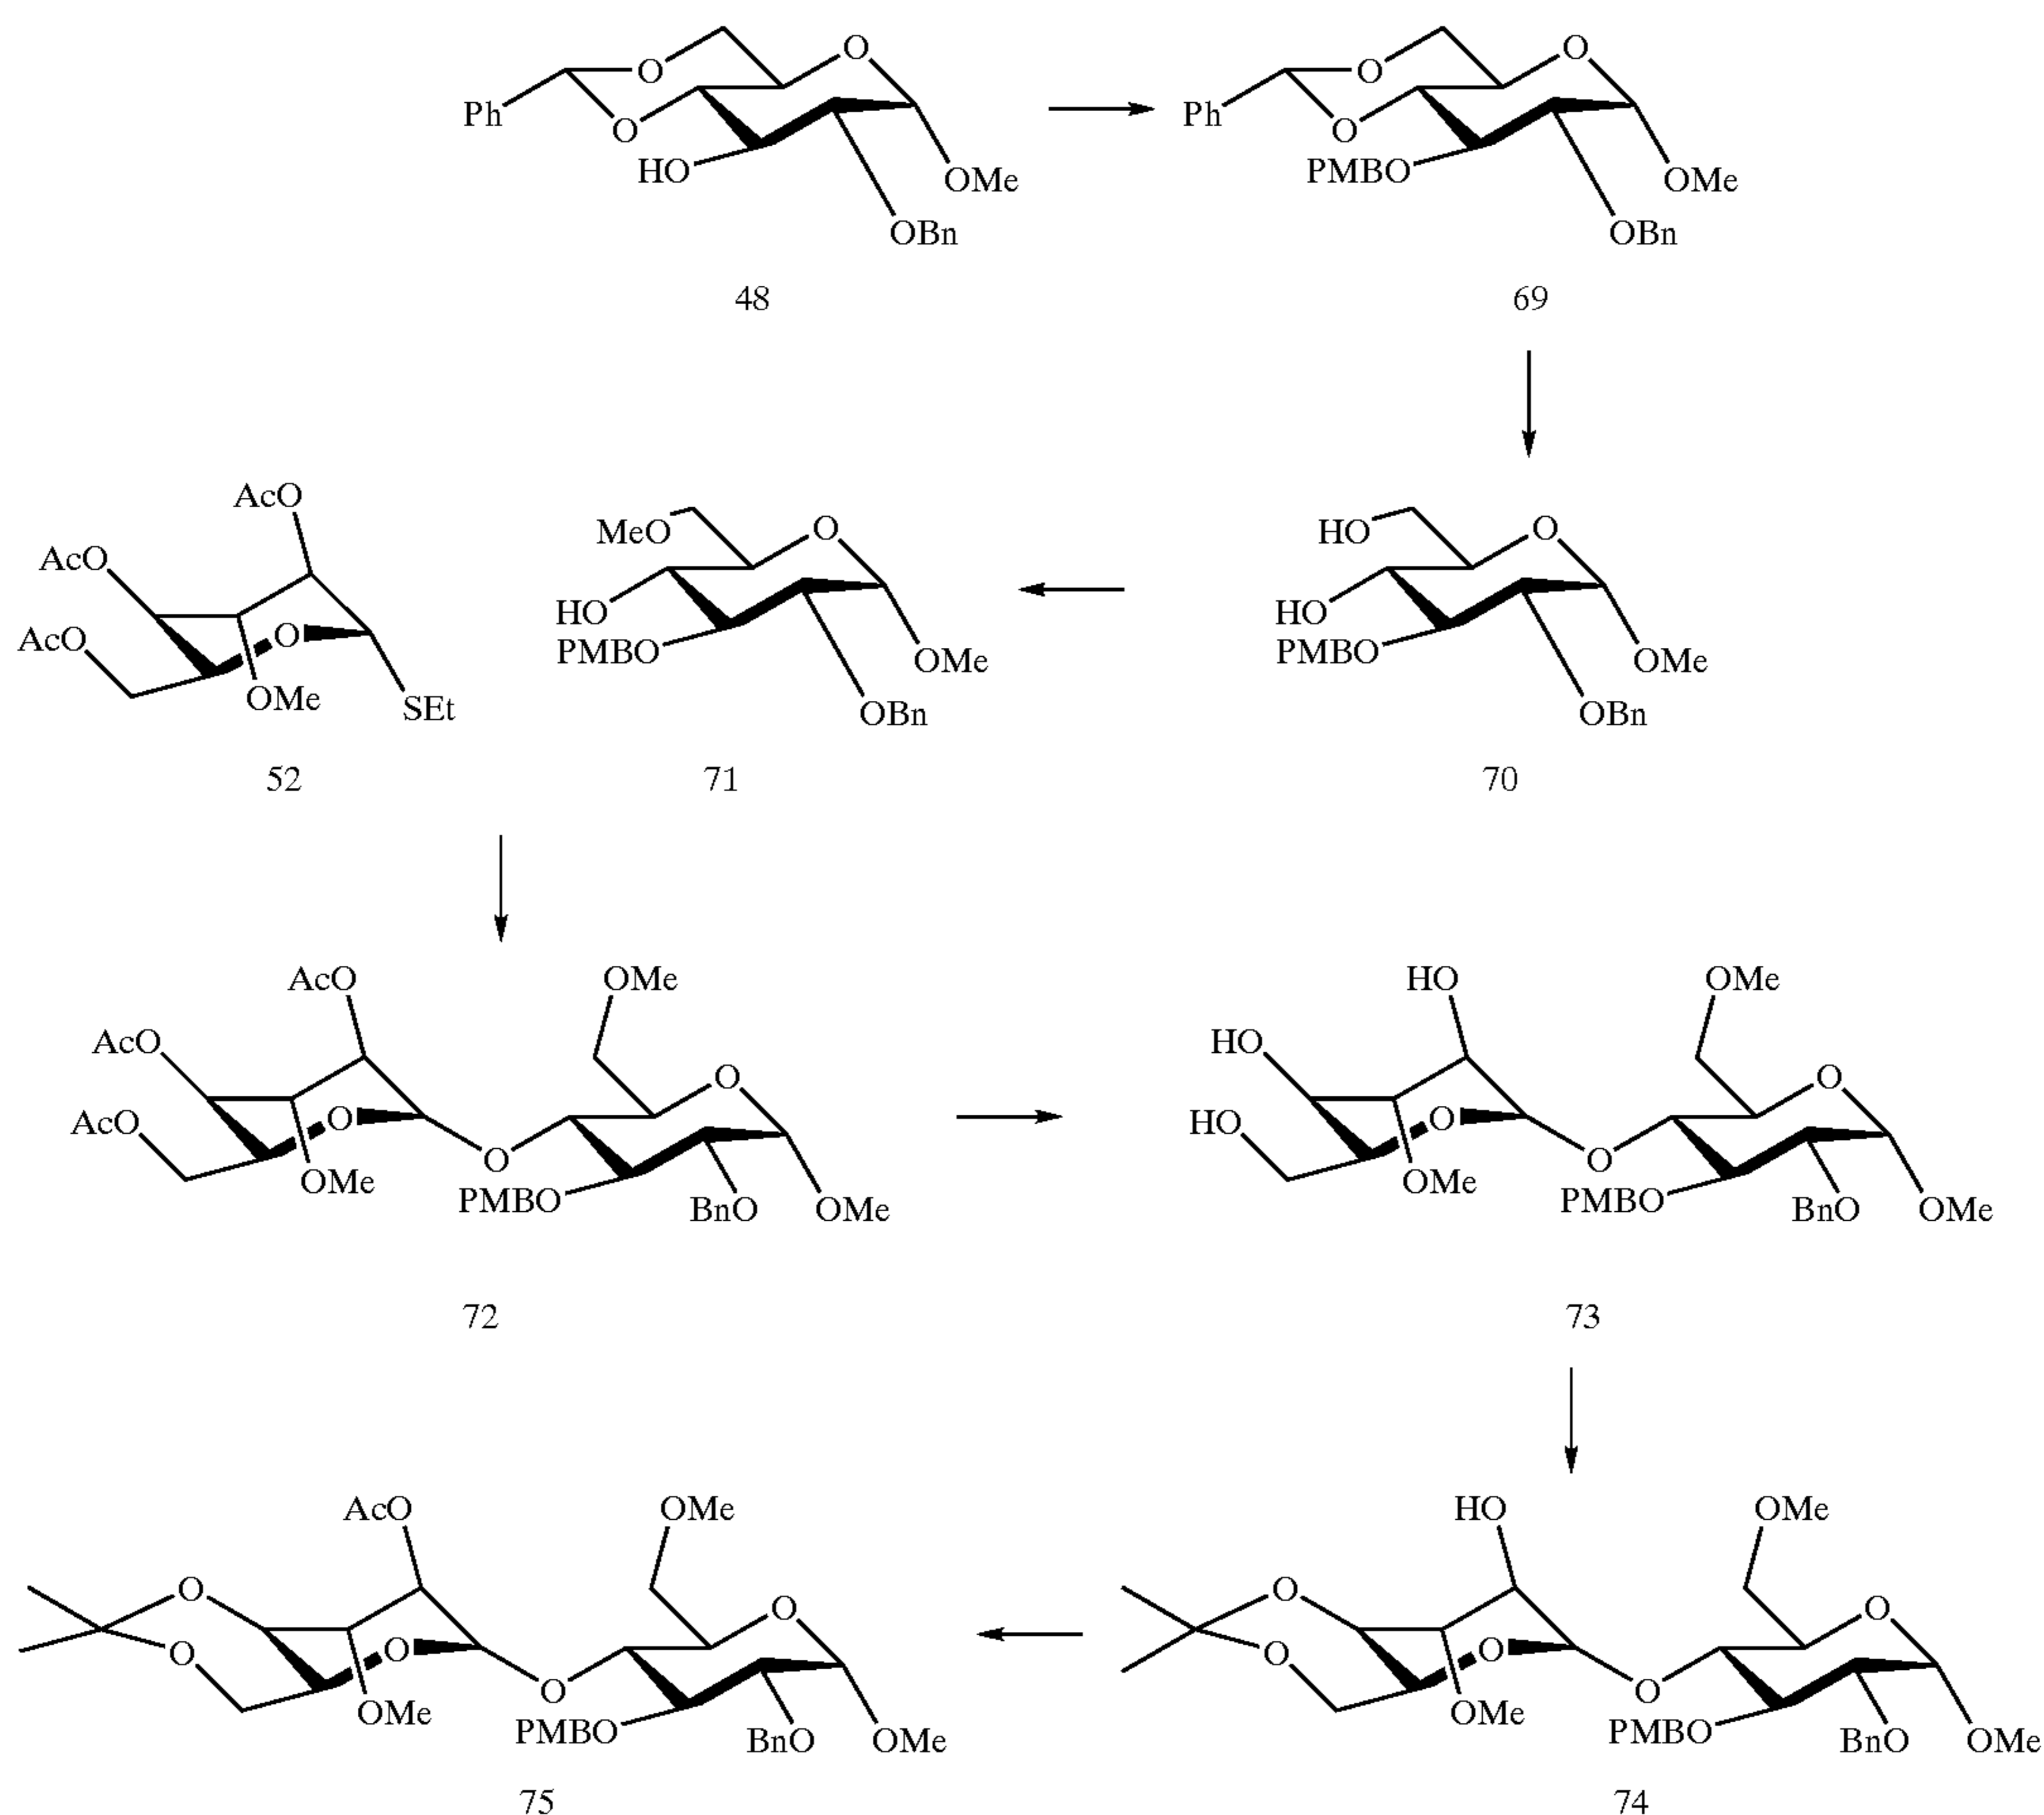 O O
O O
Ph Ph
O O
HO PMBO
OMe OMe
OBn OBn
48 69
AcO
MeO O HO O
AcO
HO HO
AcO O
PMBO PMBO
OMe OMe
OMe
SEt OBn OBn
52 71 70
AcO OMe HO OMe
AcO HO
O O
AcO O HO O
O O
OMe OMe
PMBO BnO OMe PMBO BnO OMe
72 73
AcO OMe HO OMe
O O O O
O O O O
O O
OMe OMe
PMBO BnO OMe PMBO BnO OMe
75 74